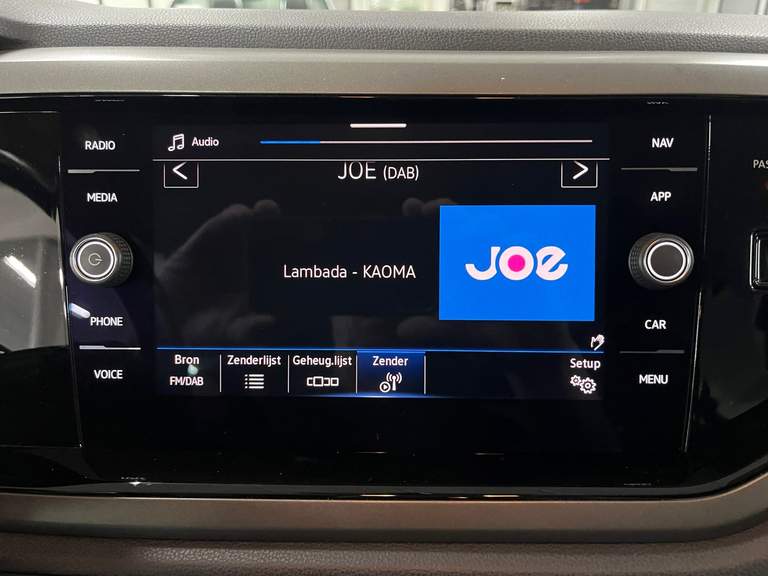 RADIO
MEDIA
PHONE
VOICE
Audio
JOE (DAB)
Lambada - KAOMA
JOE
Bron
FM/DAB
Zenderlijst
Geheug.lijst
Zender
Setup
NAV
APP
CAR
MENU
PAS